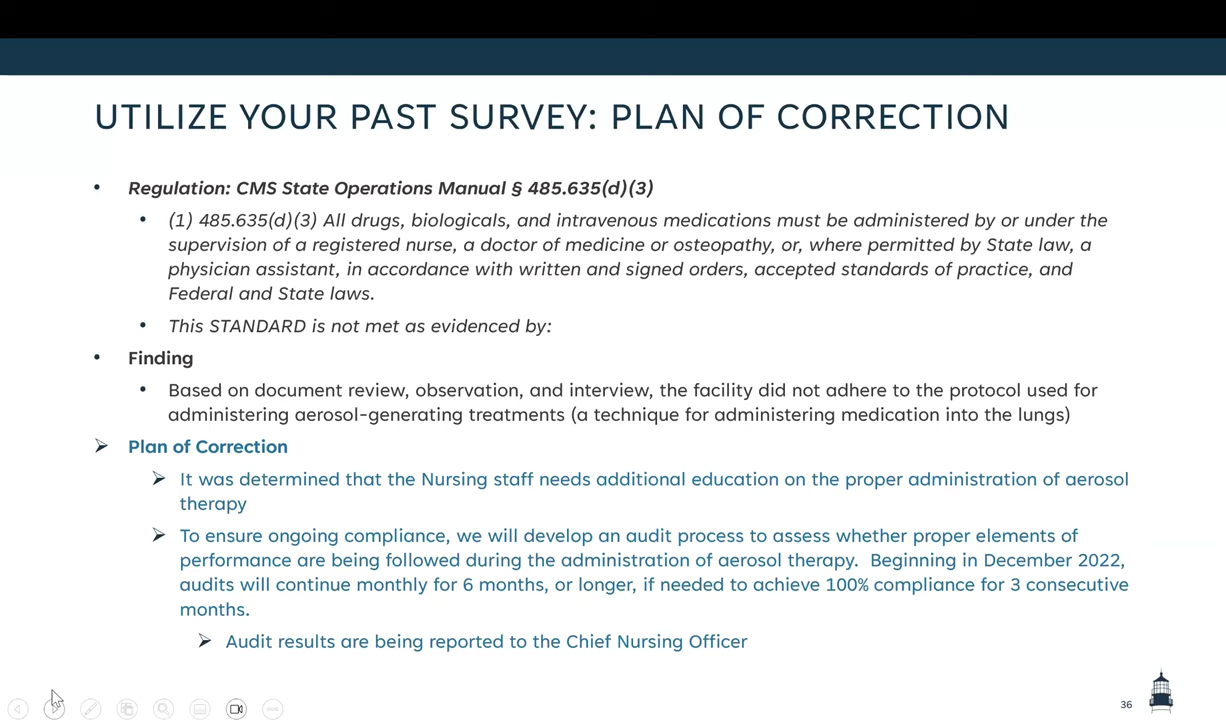 UTILIZE YOUR PAST SURVEY: PLAN OF CORRECTION
• Regulation: CMS State Operations Manual § 485.635(d)(3)
• (1) 485.635(d)(3) All drugs, biologicals, and intravenous medications must be administered by or under the
supervision of a registered nurse, a doctor of medicine or osteopathy, or, where permitted by State law, a
physician assistant, in accordance with written and signed orders, accepted standards of practice, and
Federal and State laws.
• This STANDARD is not met as evidenced by:
• Finding
• Based on document review, observation, and interview, the facility did not adhere to the protocol used for
administering aerosol-generating treatments (a technique for administering medication into the lungs)
➢ Plan of Correction
➢ It was determined that the Nursing staff needs additional education on the proper administration of aerosol
therapy
➢ To ensure ongoing compliance, we will develop an audit process to assess whether proper elements of
performance are being followed during the administration of aerosol therapy.  Beginning in December 2022,
audits will continue monthly for 6 months, or longer, if needed to achieve 100% compliance for 3 consecutive
months.
➢ Audit results are being reported to the Chief Nursing Officer
36